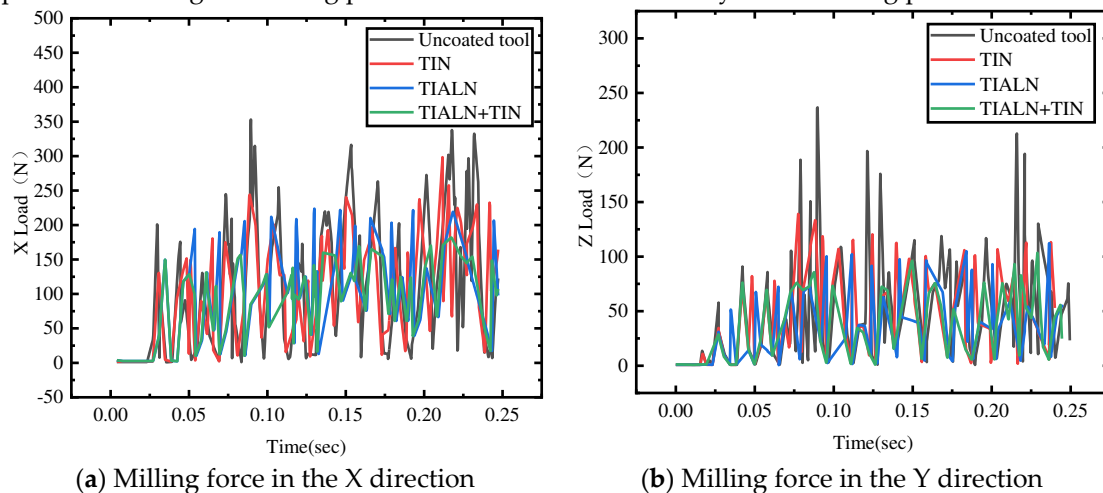 500
450
400
350
300
250
200
150
100
50
0
-50
X Load（N）
Uncoated tool
TIN
TIALN
TIALN+TIN
0.00 0.05 0.10 0.15 0.20 0.25
Time(sec)
(a) Milling force in the X direction
300
250
200
150
100
50
0
Z Load（N）
Uncoated tool
TIN
TIALN
TIALN+TIN
0.00 0.05 0.10 0.15 0.20 0.25
Time(sec)
(b) Milling force in the Y direction